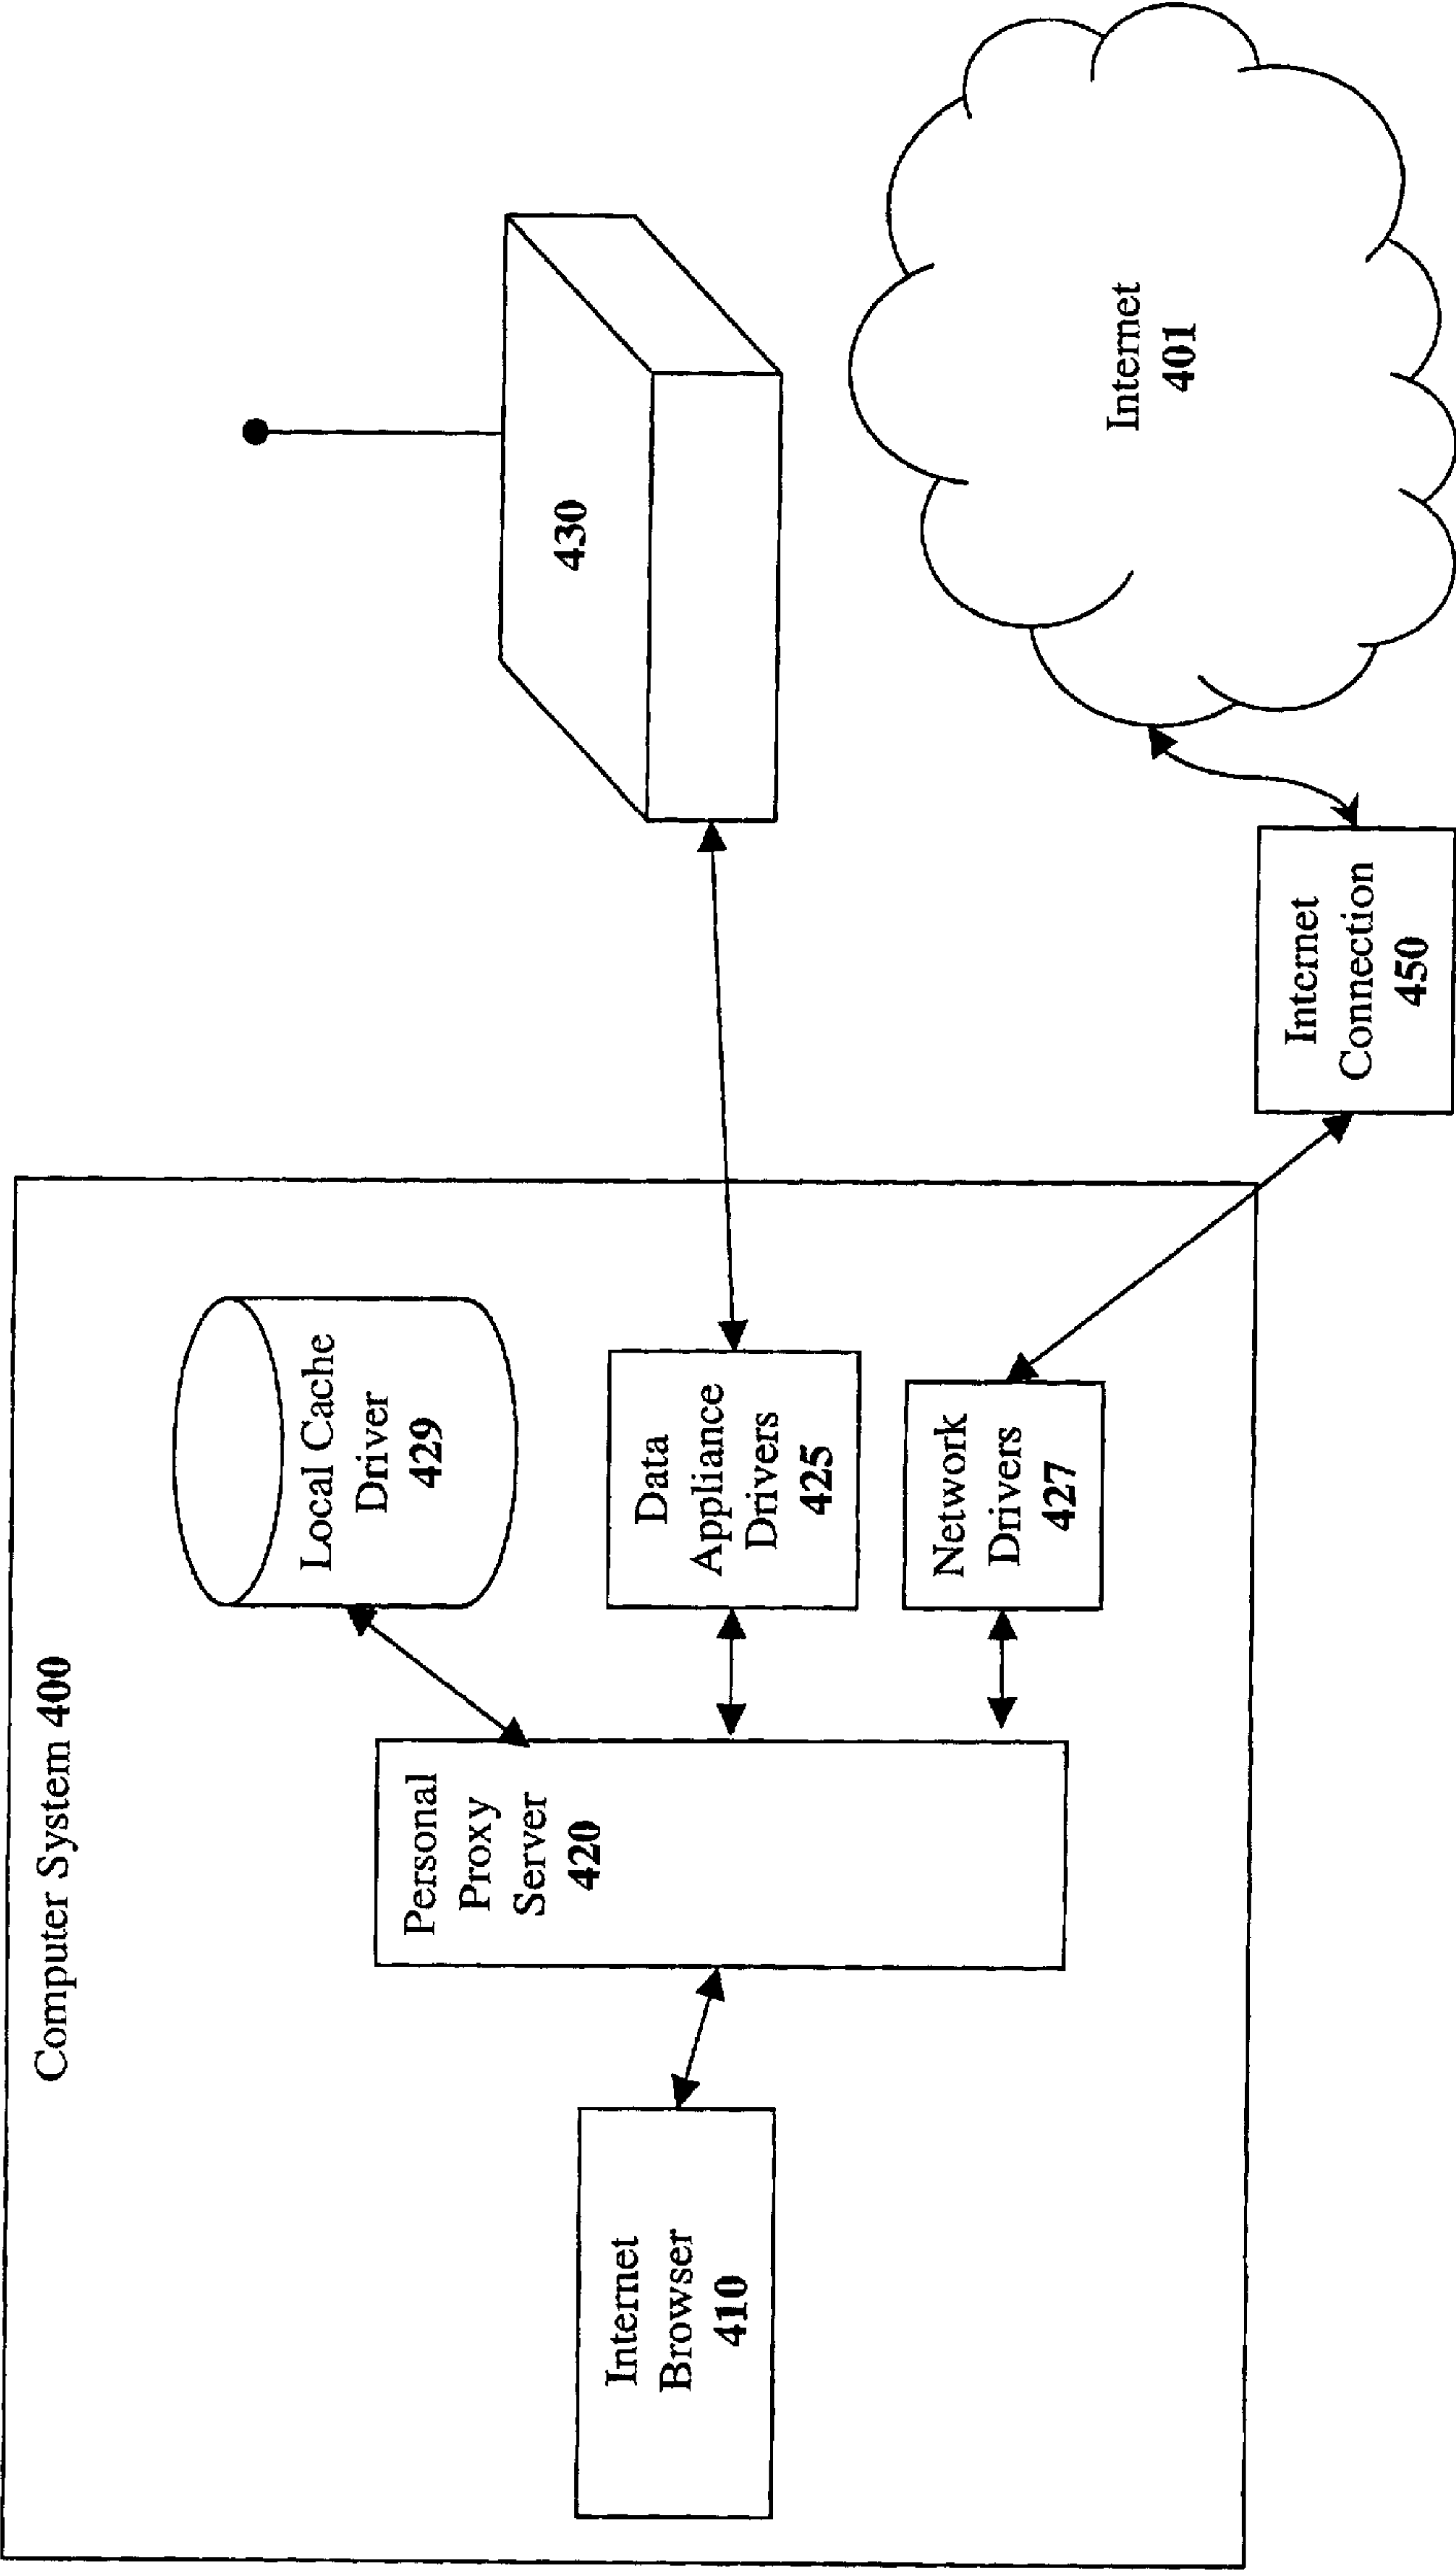 Computer System 400
Local Cache
Driver
429
Personal
Proxy
Server
420
Internet
Browser
410
Data
Appliance
Drivers
425
Network
Drivers
427
430
Internet
401
Internet
Connection
450